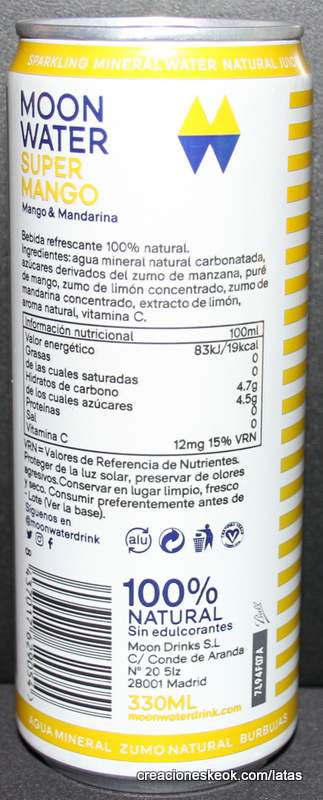 SPARKLING MINERAL WATER NATURAL JUICE
MOON
WATER
SUPER
MANGO
Mango & Mandarina
Bebida refrescante 100% natural.
Ingredientes: agua mineral natural carbonatada,
azúcares derivados del zumo de manzana, puré
de mango, zumo de limón concentrado, zumo de
mandarina concentrado, extracto de limón,
aroma natural, vitamina C.
Información nutricional 100ml
Valor energético 83kJ/19kcal
Grasas 0
de las cuales saturadas 0
Hidratos de carbono 4.7g
de los cuales azúcares 4.5g
Proteínas 0
Sal 0
Vitamina C 12mg 15% VRN
VRN = Valores de Referencia de Nutrientes.
Proteger de la luz solar, preservar de olores
agresivos. Conservar en lugar limpio, fresco
y seco. Consumir preferentemente antes de
- Lote (Ver la base).
Síguenos en
@moonwaterdrink
alu
100%
NATURAL
Sin edulcorantes
Moon Drinks S.L
C/ Conde de Aranda
Nº 20 5Iz
28001 Madrid
330ML
moonwaterdrink.com
Ball
7L94F07A
AGUA MINERAL ZUMO NATURAL BURBUJAS
creacioneskeok.com/latas